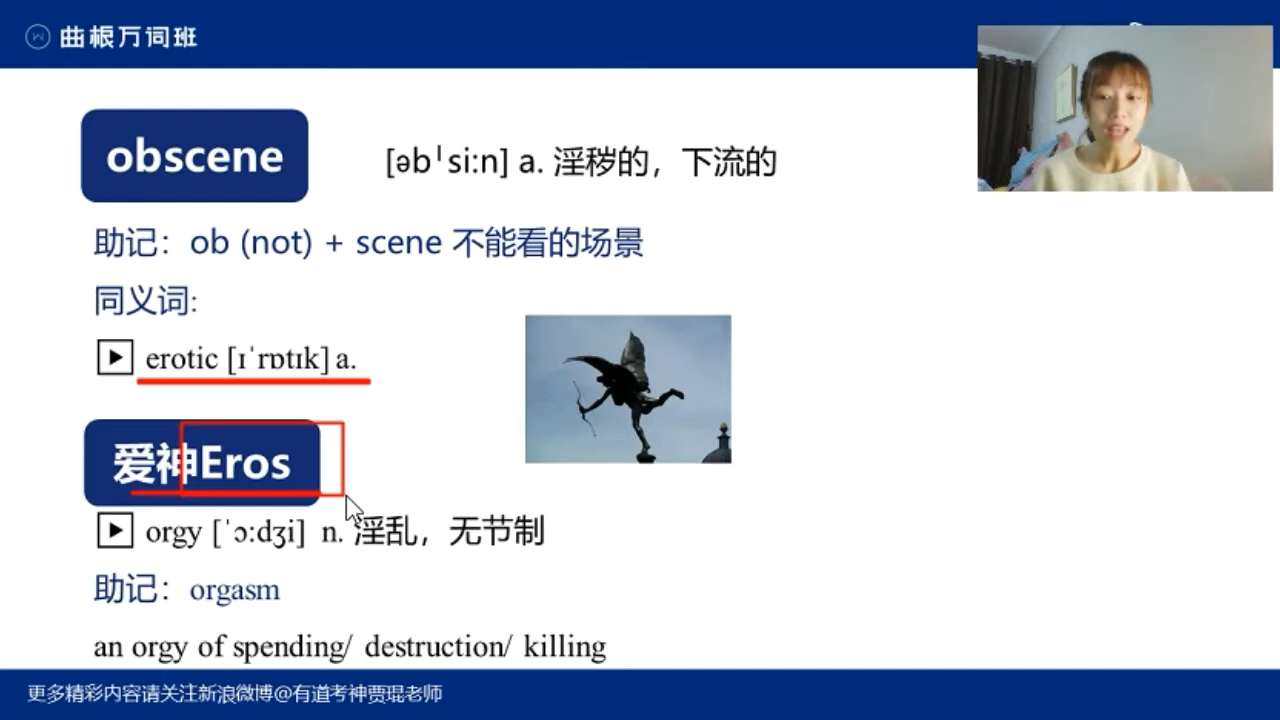 曲根万词班
obscene
[əbˈsi:n] a. 淫秽的，下流的
助记：ob (not) + scene 不能看的场景
同义词:
erotic [ɪˈrɒtɪk] a.
爱神Eros
orgy [ˈɔ:dʒi] n. 淫乱，无节制
助记：orgasm
an orgy of spending/ destruction/ killing
更多精彩内容请关注新浪微博@有道考神贾琨老师